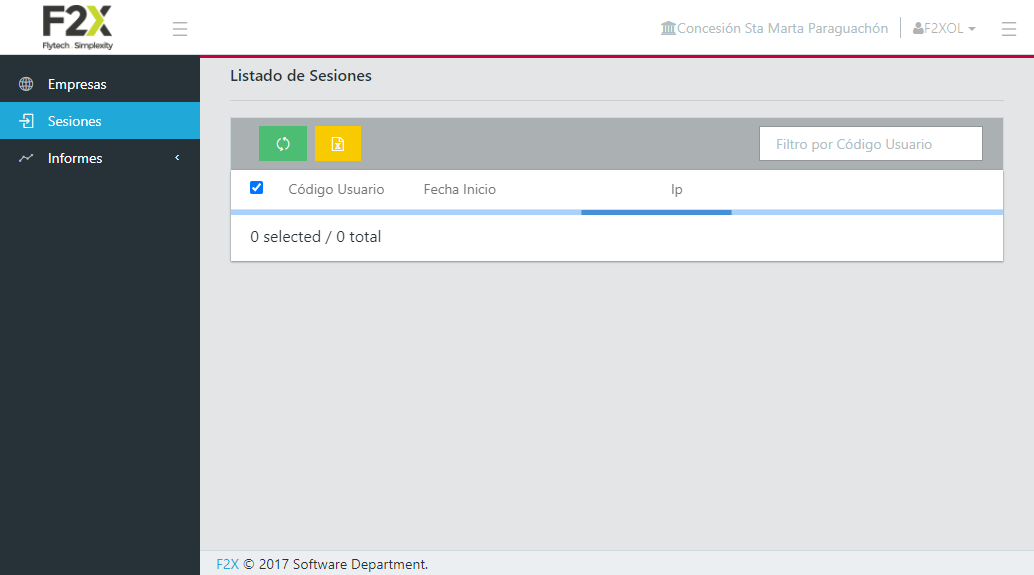 F2X
Flytech . Simplexity
Concesión Sta Marta Paraguachón
F2XOL
Empresas
Sesiones
Informes
Listado de Sesiones
Filtro por Código Usuario
Código Usuario Fecha Inicio Ip
0 selected / 0 total
F2X © 2017 Software Department.